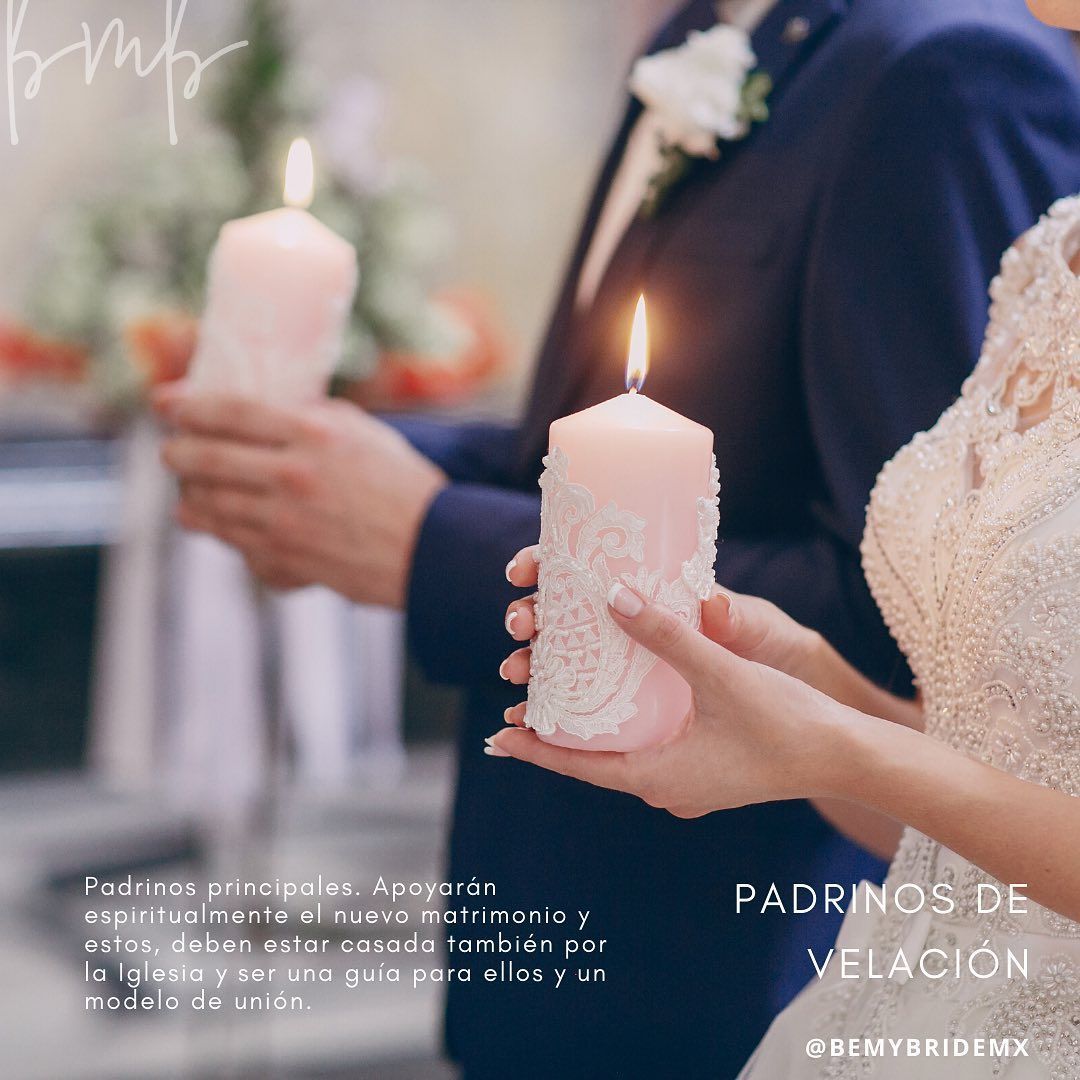 bmb
Padrinos principales. Apoyarán
espiritualmente el nuevo matrimonio y
estos, deben estar casada también por
la Iglesia y ser una guía para ellos y un
modelo de unión.
PADRINOS DE
VELACIÓN
@BEMYBRIDEMX